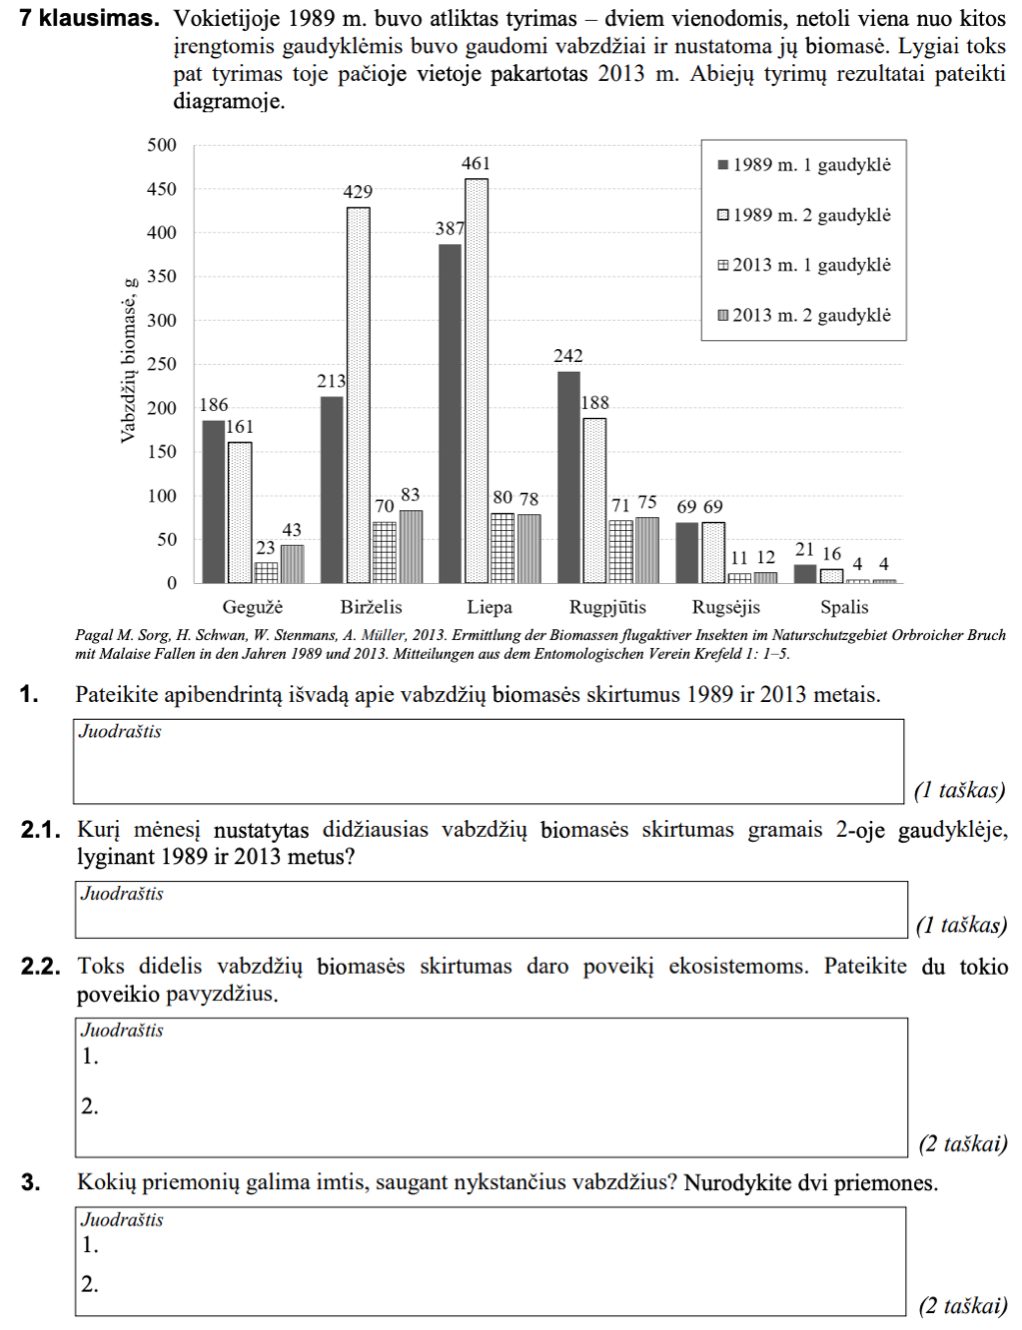 7 klausimas. Vokietijoje 1989 m. buvo atliktas tyrimas – dviem vienodomis, netoli viena nuo kitos
įrengtomis gaudyklėmis buvo gaudomi vabzdžiai ir nustatoma jų biomasė. Lygiai toks
pat tyrimas toje pačioje vietoje pakartotas 2013 m. Abiejų tyrimų rezultatai pateikti
diagramoje.
Vabzdžių biomasė, g
500
450
400
350
300
250
200
150
100
50
0
186 161 23 43
213 429 70 83
387 461 80 78
242 188 71 75
69 69 11 12
21 16 4 4
1989 m. 1 gaudyklė
1989 m. 2 gaudyklė
2013 m. 1 gaudyklė
2013 m. 2 gaudyklė
Gegužė Birželis Liepa Rugpjūtis Rugsėjis Spalis
Pagal M. Sorg, H. Schwan, W. Stenmans, A. Müller, 2013. Ermittlung der Biomassen flugaktiver Insekten im Naturschutzgebiet Orbroicher Bruch
mit Malaise Fallen in den Jahren 1989 und 2013. Mitteilungen aus dem Entomologischen Verein Krefeld 1: 1–5.
1. Pateikite apibendrintą išvadą apie vabzdžių biomasės skirtumus 1989 ir 2013 metais.
Juodraštis
(1 taškas)
2.1. Kurį mėnesį nustatytas didžiausias vabzdžių biomasės skirtumas gramais 2-oje gaudyklėje,
lyginant 1989 ir 2013 metus?
Juodraštis
(1 taškas)
2.2. Toks didelis vabzdžių biomasės skirtumas daro poveikį ekosistemoms. Pateikite du tokio
poveikio pavyzdžius.
Juodraštis
1.
2.
(2 taškai)
3. Kokių priemonių galima imtis, saugant nykstančius vabzdžius? Nurodykite dvi priemones.
Juodraštis
1.
2.
(2 taškai)